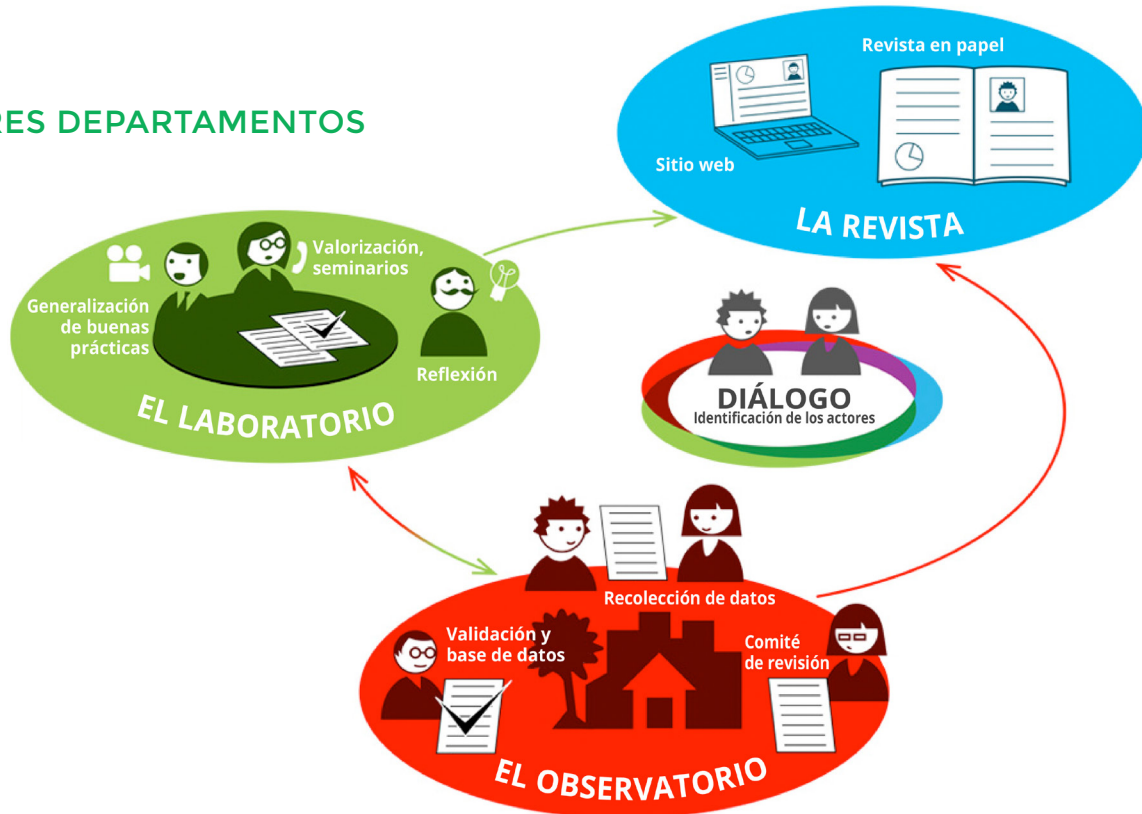 RES DEPARTAMENTOS
Revista en papel
Sitio web
LA REVISTA
Valorización,
seminarios
Generalización
de buenas
prácticas
Reflexión
EL LABORATORIO
DIÁLOGO
Identificación de los actores
Recolección de datos
Validación y
base de datos
Comité
de revisión
EL OBSERVATORIO